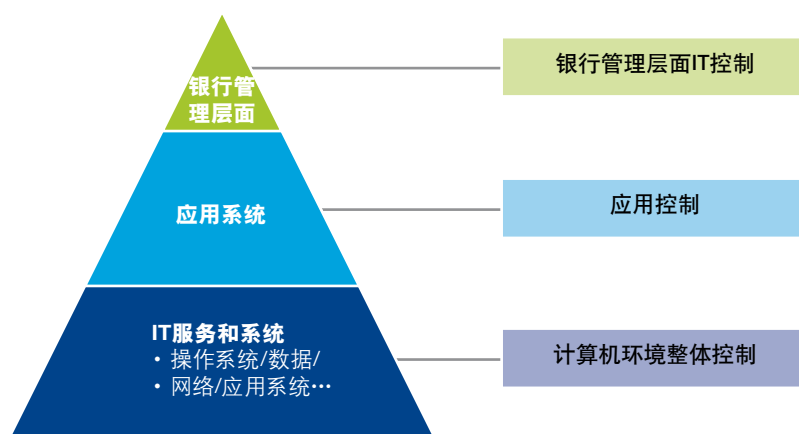 银行管
理层面
银行管理层面IT控制
应用系统
应用控制
IT服务和系统
• 操作系统/数据/
• 网络/应用系统…
计算机环境整体控制